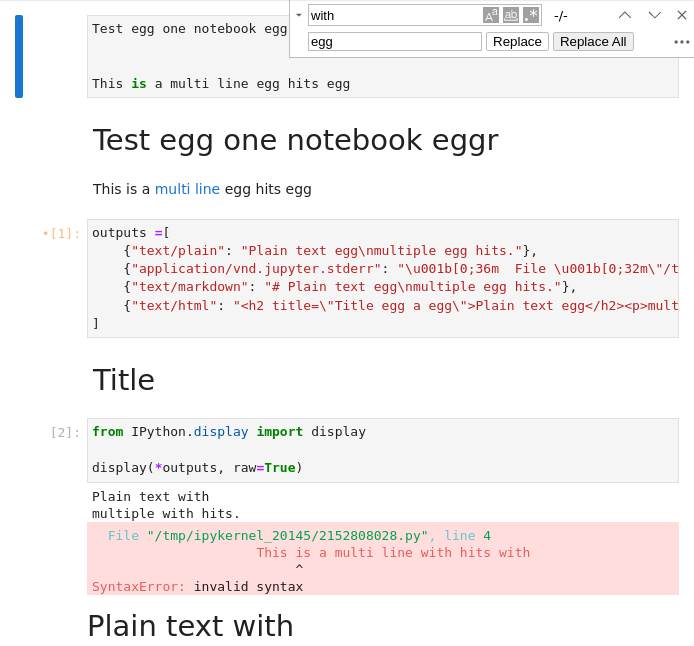 with
Aa
ab
.*
-/-
egg
Replace
Replace All
Test egg one notebook egg
This is a multi line egg hits egg
Test egg one notebook eggr
This is a multi line egg hits egg
•[1]:
outputs =[
{"text/plain": "Plain text egg\nmultiple egg hits."},
{"application/vnd.jupyter.stderr": "\u001b[0;36m  File \u001b[0;32m\"/t
{"text/markdown": "# Plain text egg\nmultiple egg hits."},
{"text/html": "<h2 title=\"Title egg a egg\">Plain text egg</h2><p>mult
]
Title
[2]:
from IPython.display import display
display(*outputs, raw=True)
Plain text with
multiple with hits.
File "/tmp/ipykernel_20145/2152808028.py", line 4
This is a multi line with hits with
^
SyntaxError: invalid syntax
Plain text with